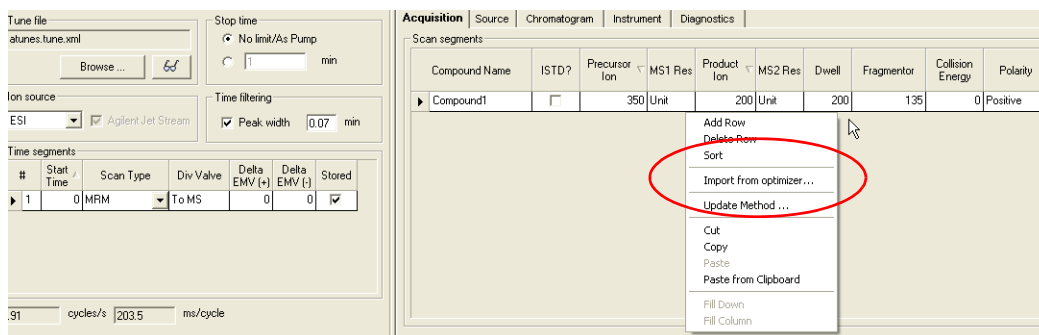 Tune file
atunes.tune.xml
Browse ...
Stop time
No limit/As Pump
1 min
Ion source
ESI
Agilent Jet Stream
Time filtering
Peak width 0.07 min
Time segments
# Start Time Scan Type Div Valve Delta EMV (+) Delta EMV (-) Stored
1 0 MRM To MS 0 0
.91 cycles/s 203.5 ms/cycle
Acquisition Source Chromatogram Instrument Diagnostics
Scan segments
Compound Name ISTD? Precursor Ion MS1 Res Product Ion MS2 Res Dwell Fragmentor Collision Energy Polarity
Compound1 350 Unit 200 Unit 200 135 0 Positive
Add Row
Delete Row
Sort
Import from optimizer...
Update Method ...
Cut
Copy
Paste
Paste from Clipboard
Fill Down
Fill Column